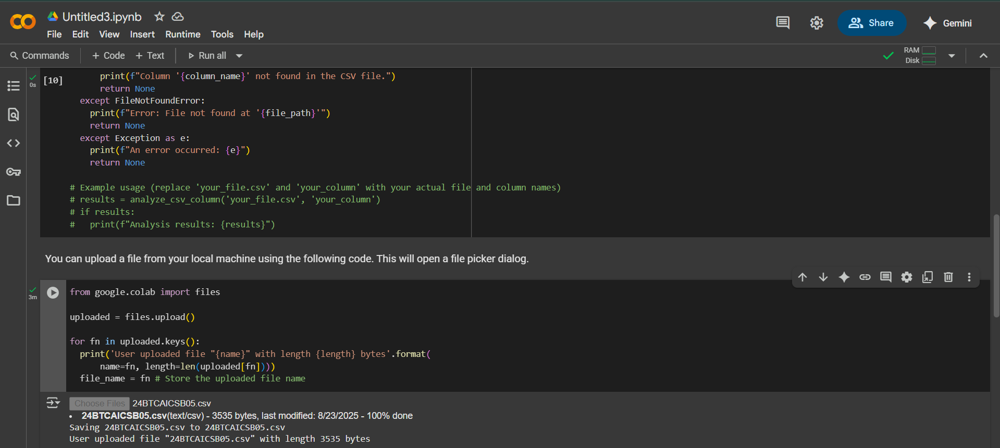 Untitled3.ipynb
File Edit View Insert Runtime Tools Help
Share
Gemini
Commands + Code + Text Run all
RAM
Disk
0s
[10]
print(f"Column '{column_name}' not found in the CSV file.")
return None
except FileNotFoundError:
print(f"Error: File not found at '{file_path}'")
return None
except Exception as e:
print(f"An error occurred: {e}")
return None
# Example usage (replace 'your_file.csv' and 'your_column' with your actual file and column names)
# results = analyze_csv_column('your_file.csv', 'your_column')
# if results:
#   print(f"Analysis results: {results}")
You can upload a file from your local machine using the following code. This will open a file picker dialog.
3m
from google.colab import files
uploaded = files.upload()
for fn in uploaded.keys():
print('User uploaded file "{name}" with length {length} bytes'.format(
name=fn, length=len(uploaded[fn])))
file_name = fn # Store the uploaded file name
Choose Files 24BTCAICSB05.csv
• 24BTCAICSB05.csv(text/csv) - 3535 bytes, last modified: 8/23/2025 - 100% done
Saving 24BTCAICSB05.csv to 24BTCAICSB05.csv
User uploaded file "24BTCAICSB05.csv" with length 3535 bytes